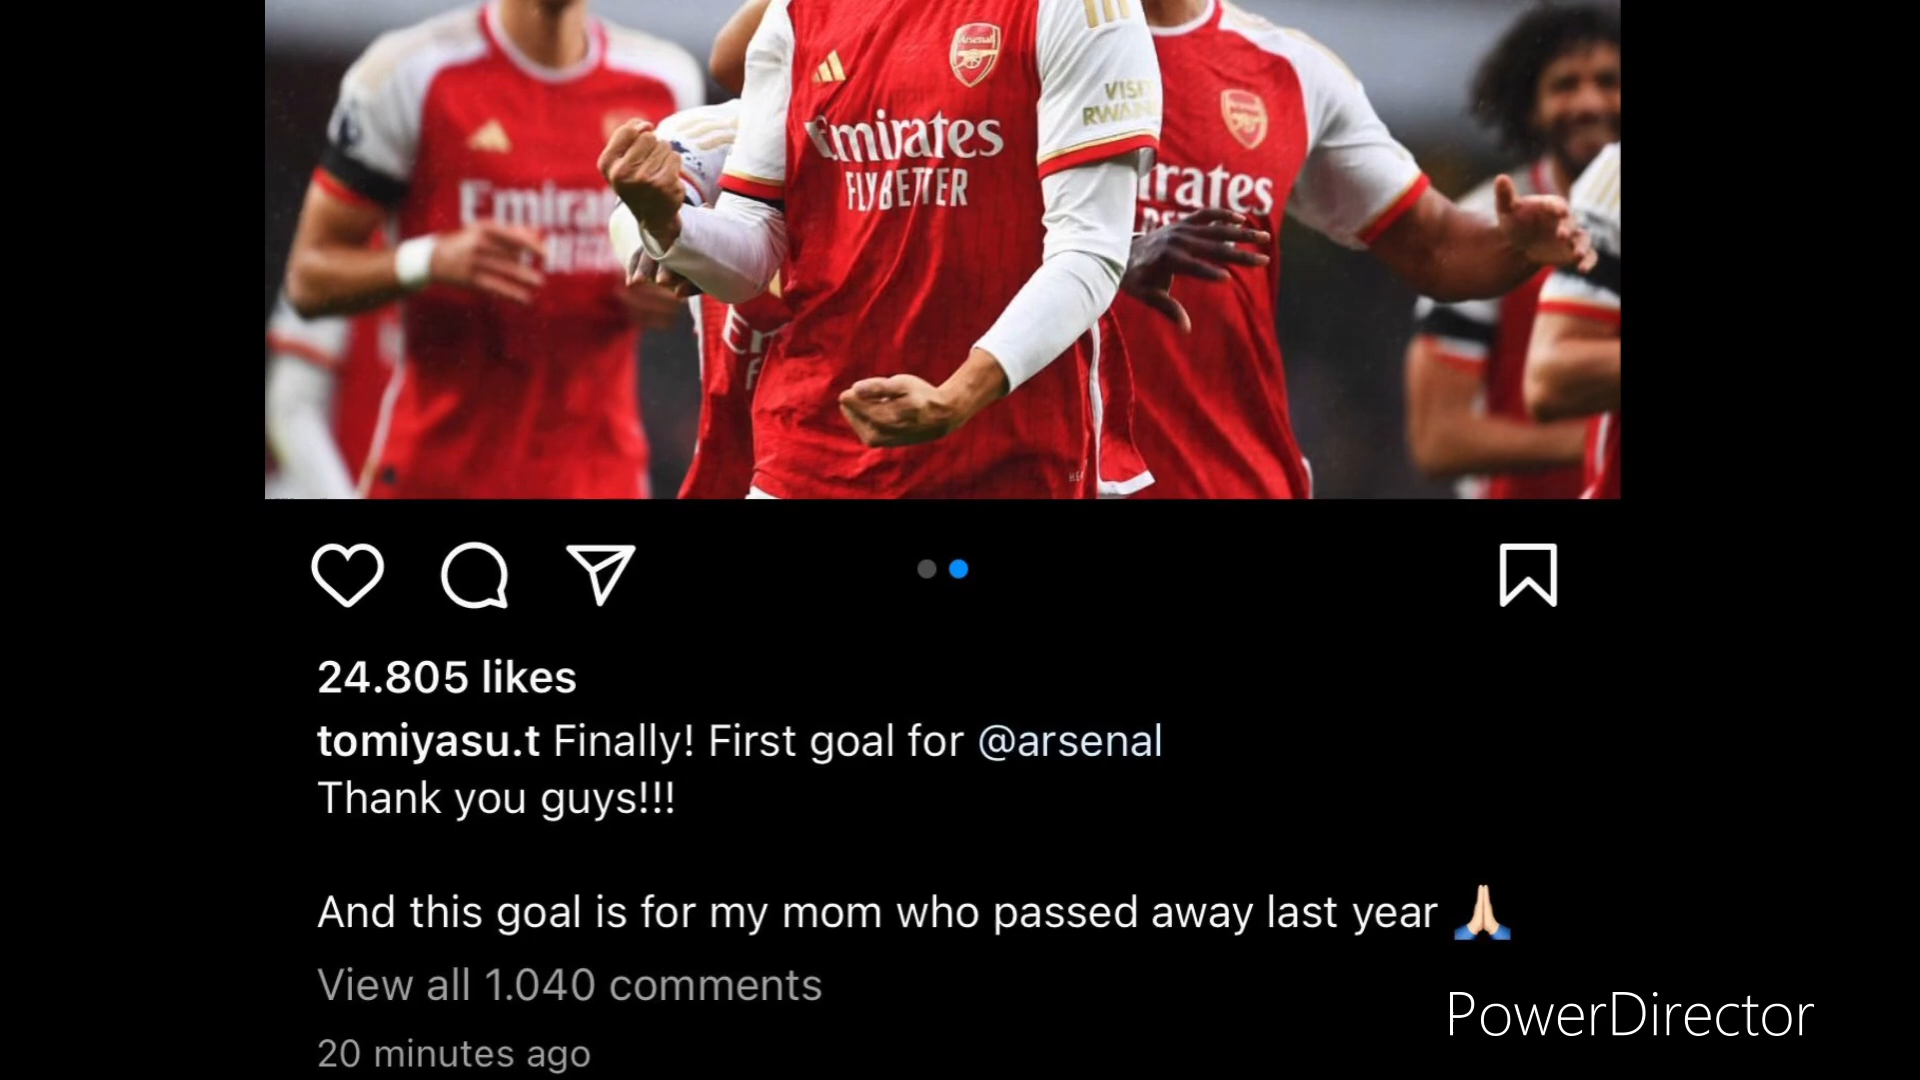 Arsenal
VISIT
RWANDA
Emirates
FLY BETTER
24.805 likes
tomiyasu.t Finally! First goal for @arsenal
Thank you guys!!!
And this goal is for my mom who passed away last year 🙏🏻
View all 1.040 comments
20 minutes ago
PowerDirector